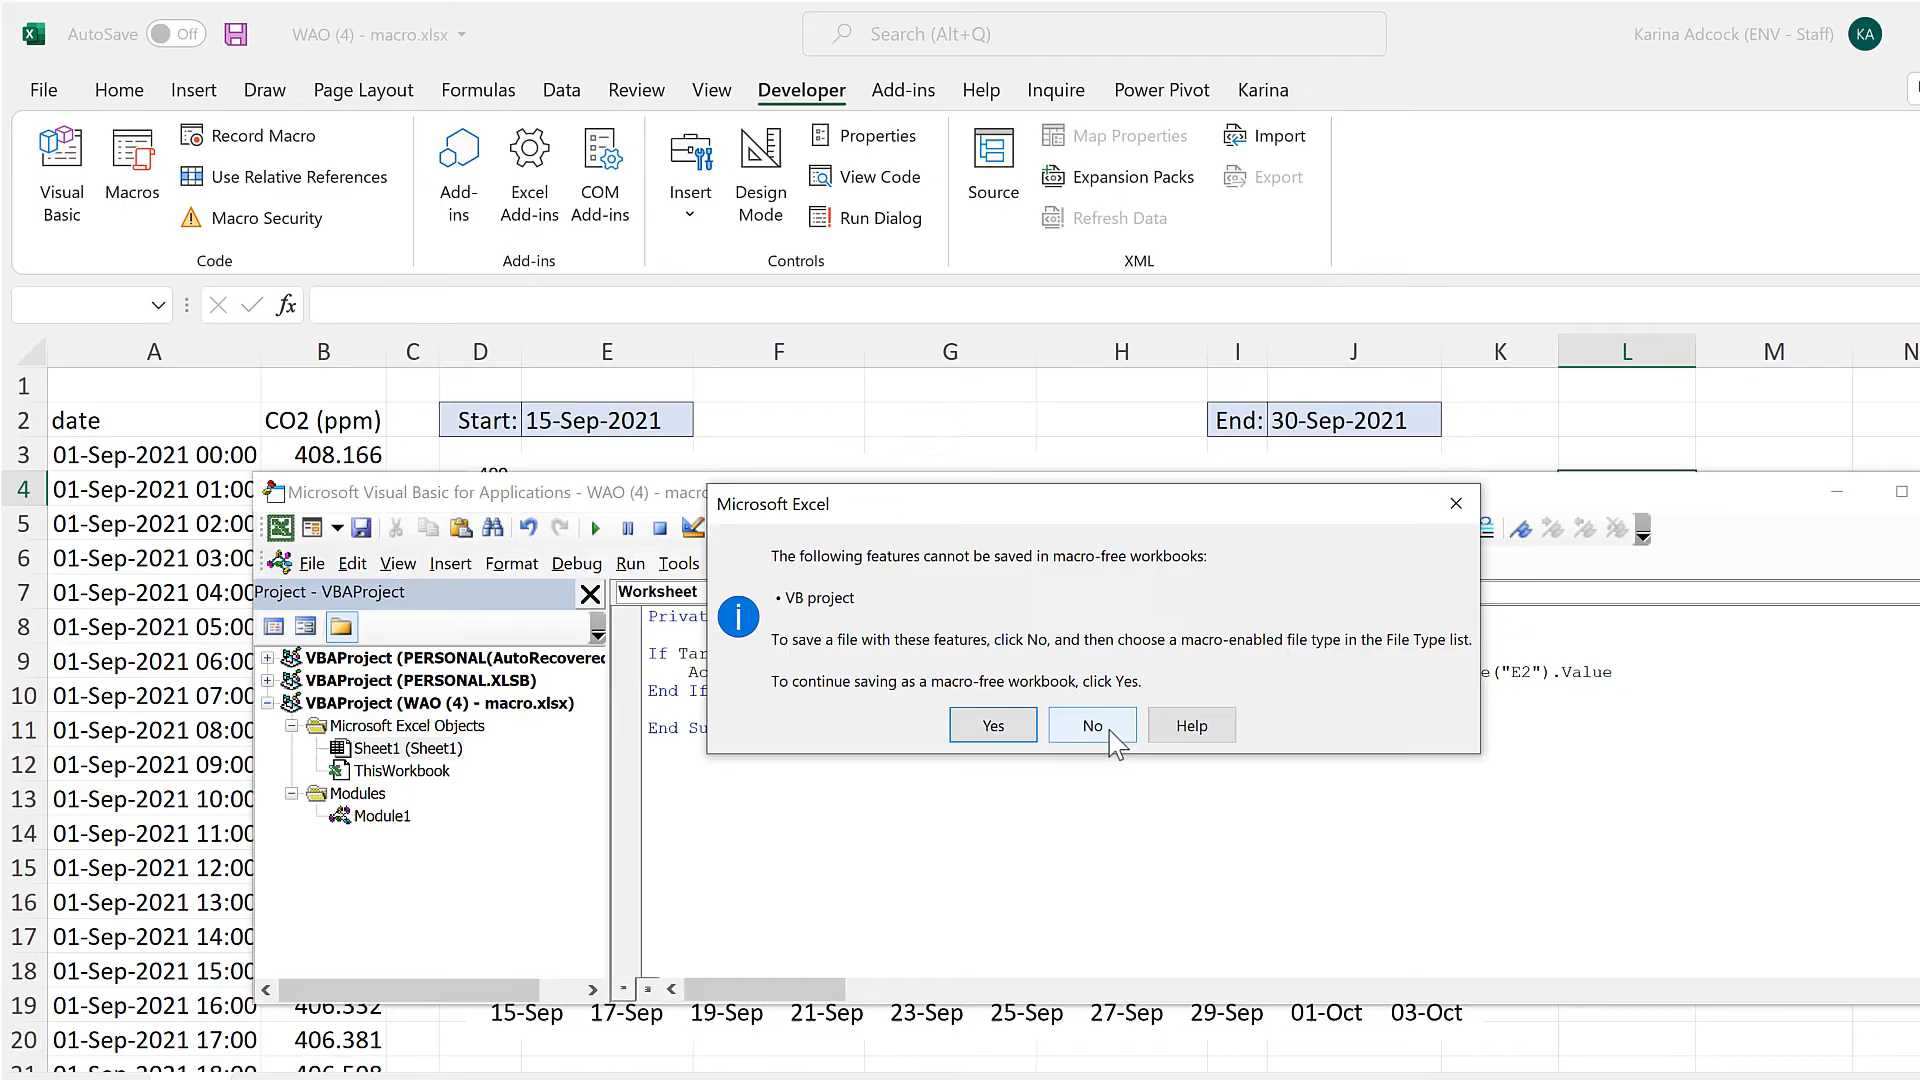 AutoSave Off WAO (4) - macro.xlsx Search (Alt+Q) Karina Adcock (ENV - Staff) KA
File Home Insert Draw Page Layout Formulas Data Review View Developer Add-ins Help Inquire Power Pivot Karina
Visual Basic
Macros
Record Macro
Use Relative References
Macro Security
Code
Add-ins
Excel Add-ins
COM Add-ins
Add-ins
Insert
Design Mode
Properties
View Code
Run Dialog
Controls
Source
Map Properties
Expansion Packs
Refresh Data
Import
Export
XML
fx
A B C D E F G H I J K L M N
1
2 date CO2 (ppm) Start: 15-Sep-2021 End: 30-Sep-2021
3 01-Sep-2021 00:00 408.166
4 01-Sep-2021 01:00
5 01-Sep-2021 02:00
6 01-Sep-2021 03:00
7 01-Sep-2021 04:00
8 01-Sep-2021 05:00
9 01-Sep-2021 06:00
10 01-Sep-2021 07:00
11 01-Sep-2021 08:00
12 01-Sep-2021 09:00
13 01-Sep-2021 10:00
14 01-Sep-2021 11:00
15 01-Sep-2021 12:00
16 01-Sep-2021 13:00
17 01-Sep-2021 14:00
18 01-Sep-2021 15:00
19 01-Sep-2021 16:00
20 01-Sep-2021 17:00 406.381
Microsoft Visual Basic for Applications - WAO (4) - macro
File Edit View Insert Format Debug Run Tools
Project - VBAProject
VBAProject (PERSONAL(AutoRecovered
VBAProject (PERSONAL.XLSB)
VBAProject (WAO (4) - macro.xlsx)
Microsoft Excel Objects
Sheet1 (Sheet1)
ThisWorkbook
Modules
Module1
Worksheet
Privat
If Tar
Ac
e("E2").Value
End If
End Su
Microsoft Excel
The following features cannot be saved in macro-free workbooks:
• VB project
To save a file with these features, click No, and then choose a macro-enabled file type in the File Type list.
To continue saving as a macro-free workbook, click Yes.
Yes No Help
15-Sep 17-Sep 19-Sep 21-Sep 23-Sep 25-Sep 27-Sep 29-Sep 01-Oct 03-Oct